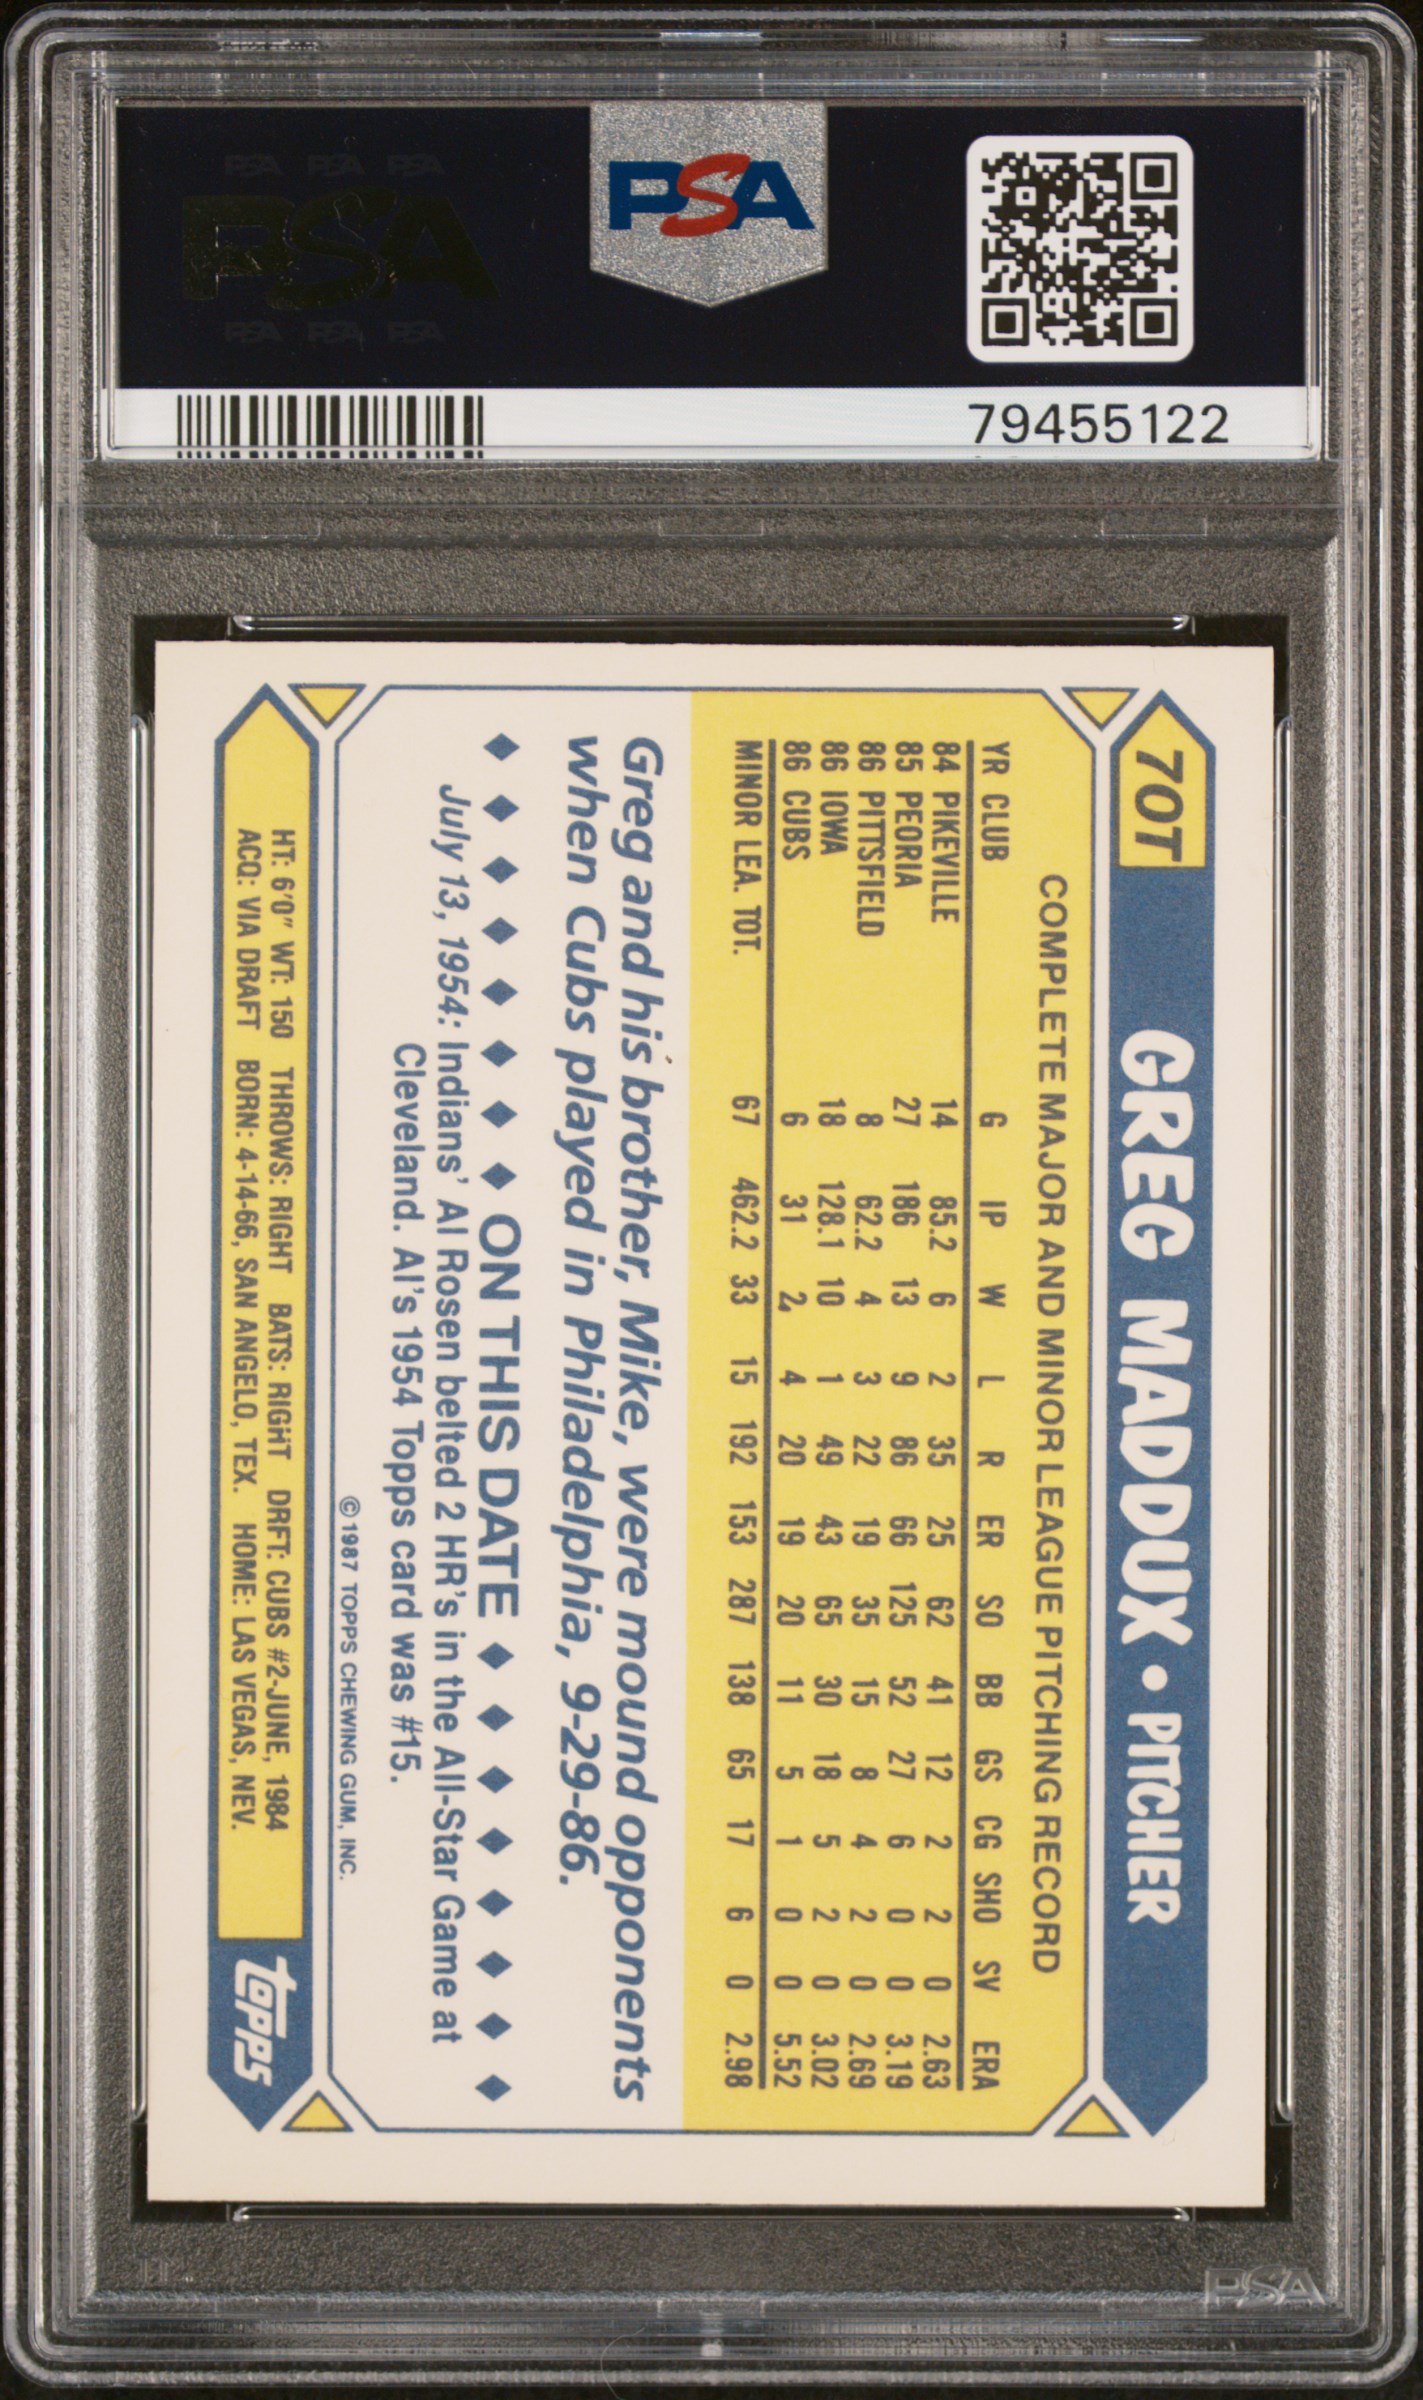 PSA PSA PSA
PSA
PSA PSA PSA
PSA
79455122
70T GREG MADDUX • PITCHER
COMPLETE MAJOR AND MINOR LEAGUE PITCHING RECORD
YR CLUB G IP W L R ER SO BB GS CG SHO SV ERA
84 PIKEVILLE 14 85.2 6 2 35 25 62 41 12 2 2 0 2.63
85 PEORIA 27 186 13 9 86 66 125 52 27 6 0 0 3.19
86 PITTSFIELD 8 62.2 4 3 22 19 35 15 8 4 2 0 2.69
86 IOWA 18 128.1 10 1 49 43 65 30 18 5 2 0 3.02
86 CUBS 6 31 2 4 20 19 20 11 5 1 0 0 5.52
MINOR LEA. TOT. 67 462.2 33 15 192 153 287 138 65 17 6 0 2.98
Greg and his brother, Mike, were mound opponents
when Cubs played in Philadelphia, 9-29-86.
ON THIS DATE
July 13, 1954: Indians' Al Rosen belted 2 HR's in the All-Star Game at
Cleveland. Al's 1954 Topps card was #15.
© 1987 TOPPS CHEWING GUM, INC.
HT: 6'0" WT: 150 THROWS: RIGHT BATS: RIGHT DRFT: CUBS #2-JUNE, 1984
ACQ: VIA DRAFT BORN: 4-14-66, SAN ANGELO, TEX. HOME: LAS VEGAS, NEV.
topps
PSA